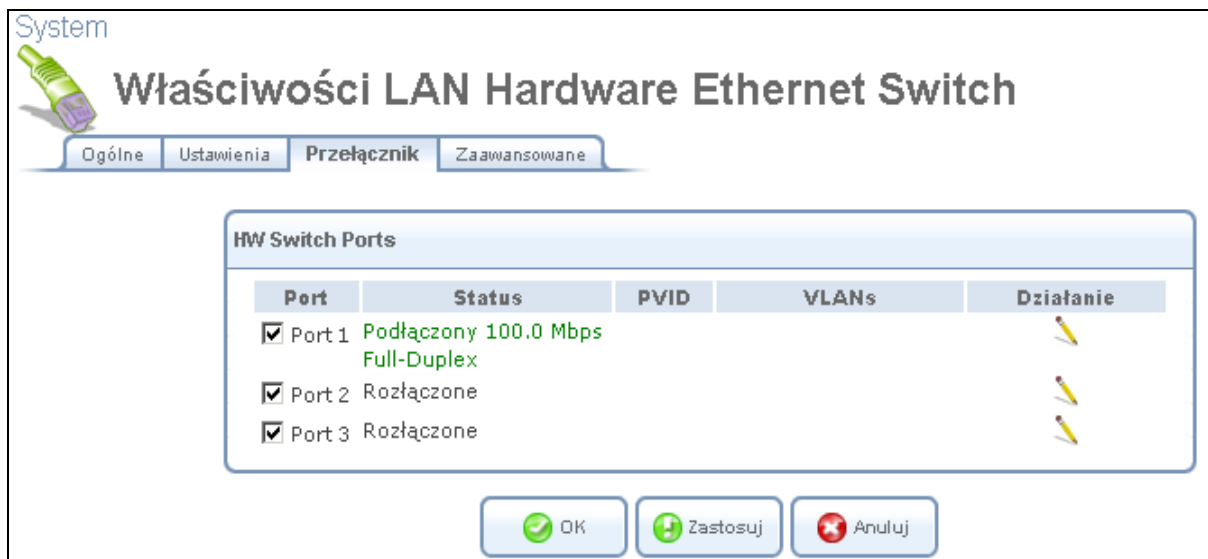 System
Właściwości LAN Hardware Ethernet Switch
Ogólne Ustawienia Przełącznik Zaawansowane
HW Switch Ports
Port Status PVID VLANs Działanie
Port 1 Podłączony 100.0 Mbps
Full-Duplex
Port 2 Rozłączone
Port 3 Rozłączone
OK Zastosuj Anuluj